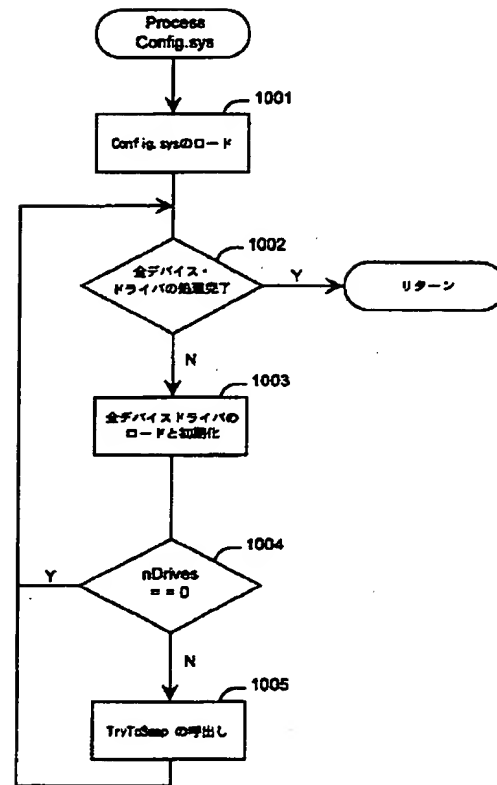 Process
Config.sys
1001
Config.sysのロード
1002
全デバイス・
ドライバの処理完了
Y
リターン
N
1003
全デバイスドライバの
ロードと初期化
1004
nDrives
= = 0
Y
N
1005
の呼出し